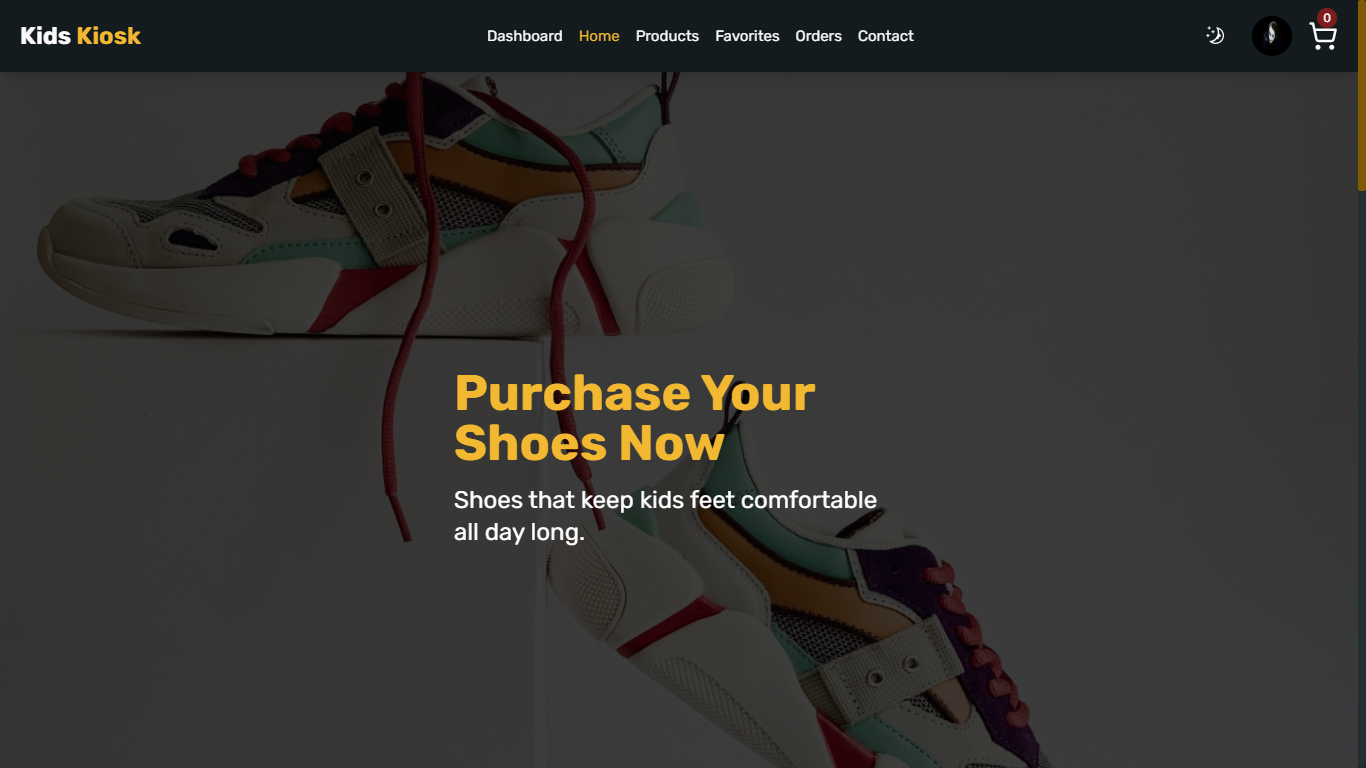 Kids Kiosk
Dashboard Home Products Favorites Orders Contact
0
Purchase Your
Shoes Now
Shoes that keep kids feet comfortable
all day long.